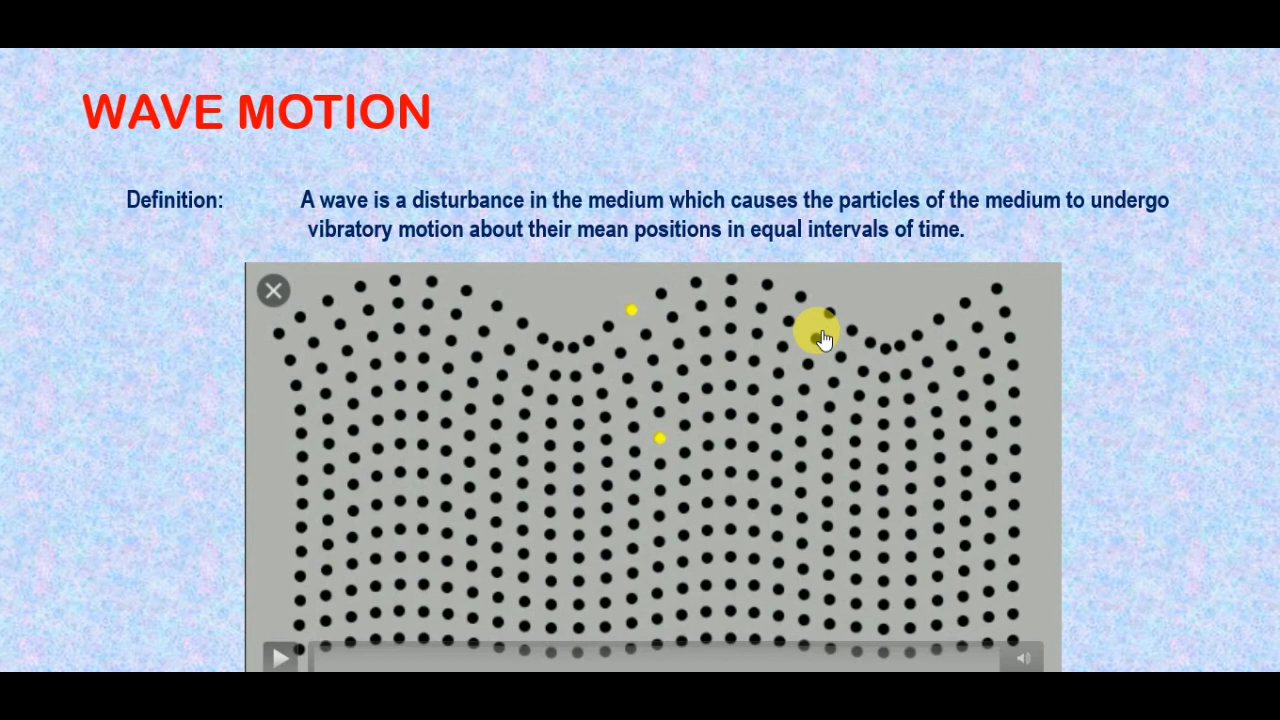 WAVE MOTION
Definition: A wave is a disturbance in the medium which causes the particles of the medium to undergo
vibratory motion about their mean positions in equal intervals of time.